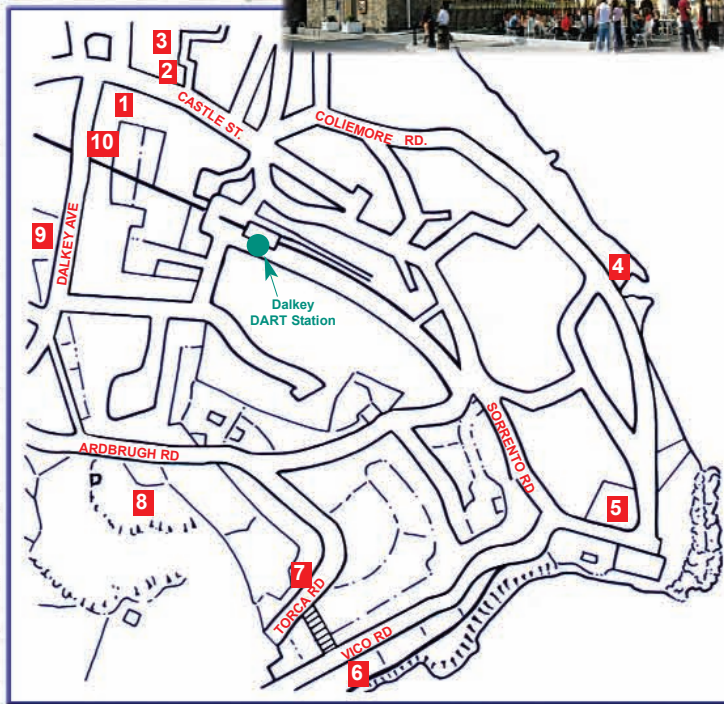 3
2
1
CASTLE ST.
COLIEMORE RD.
10
9
DALKEY AVE
4
Dalkey
DART Station
SORRENTO RD
ARDBRUGH RD
8
5
7
TORCA RD
VICO RD
6